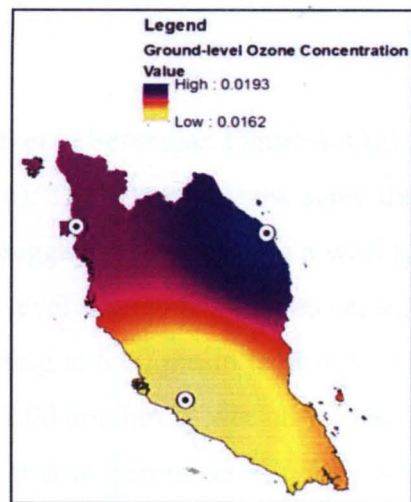 Legend
Ground-level Ozone Concentration
Value
High : 0.0193
Low : 0.0162